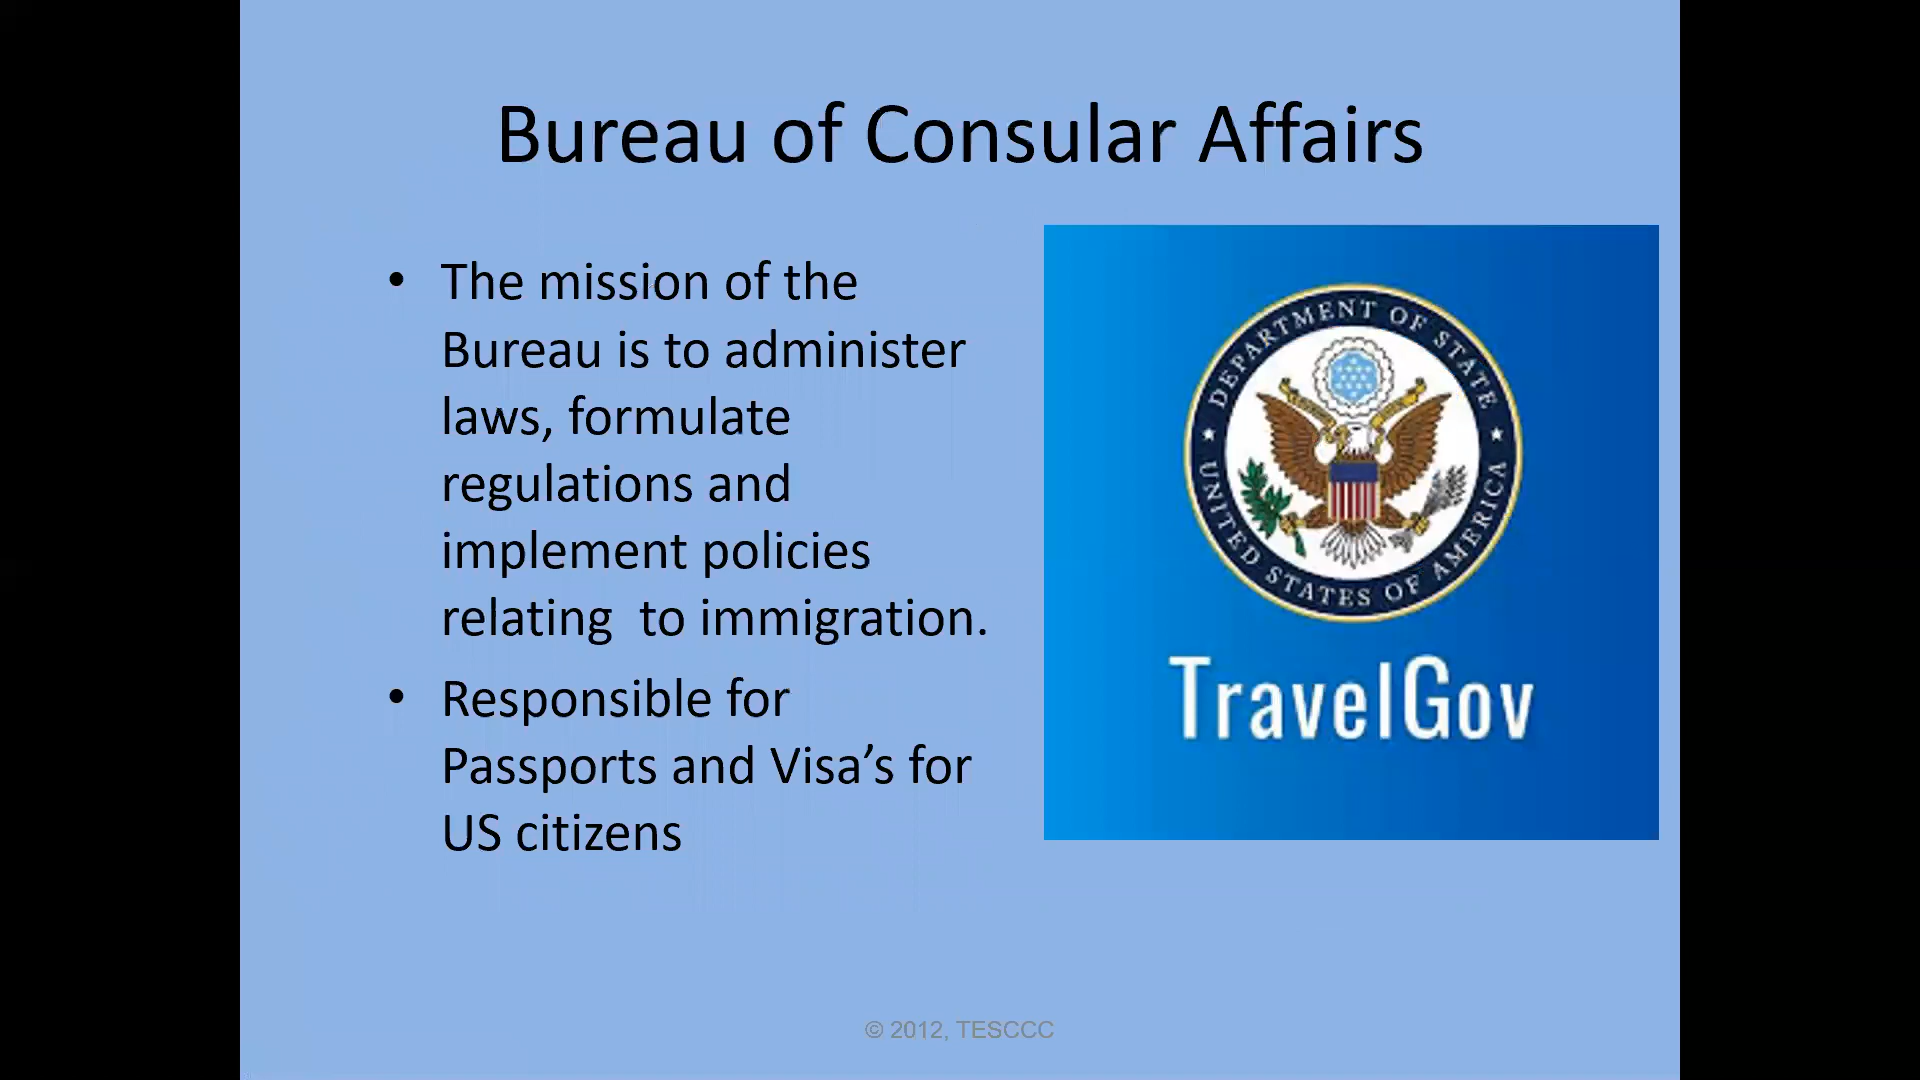 Bureau of Consular Affairs
• The mission of the
Bureau is to administer
laws, formulate
regulations and
implement policies
relating  to immigration.
• Responsible for
Passports and Visa’s for
US citizens
DEPARTMENT OF STATE
UNITED STATES OF AMERICA
TravelGov
© 2012, TESCCC